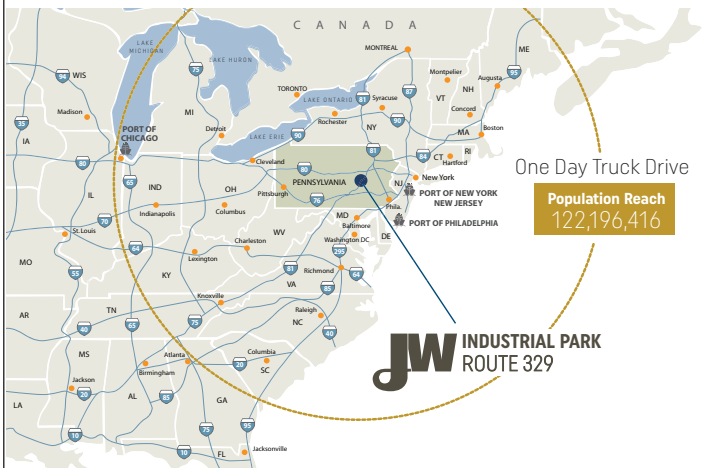 CANADA
ME
MONTREAL
LAKE
MICHIGAN
LAKE HURON
75
95
94
WIS
Montpelier
Augusta
TORONTO
87
VT
NH
LAKE ONTARIO
81
Syracuse
Madison
Concord
35
MI
Rochester
90
PORT OF
CHICAGO
Detroit
NY
MA
Boston
LAKE ERIE
90
IA
81
84
CT
RI
Hartford
80
Cleveland
80
One Day Truck Drive
65
IND
PENNSYLVANIA
New York
IL
OH
Pittsburgh
NJ
PORT OF NEW YORK
NEW JERSEY
Population Reach
122,196,416
76
Phila.
Indianapolis
Columbus
MD
Baltimore
PORT OF PHILADELPHIA
70
St.Louis
WV
Washington DC
DE
64
Charleston
295
MO
Lexington
81
Richmond
64
55
KY
VA
85
Knoxville
AR
TN
Raleigh
NC
40
65
75
40
JW
INDUSTRIAL PARK
ROUTE 329
MS
Atlanta
Columbia
20
Birmingham
SC
Jackson
20
AL
85
GA
LA
75
95
10
10
FL
Jacksonville